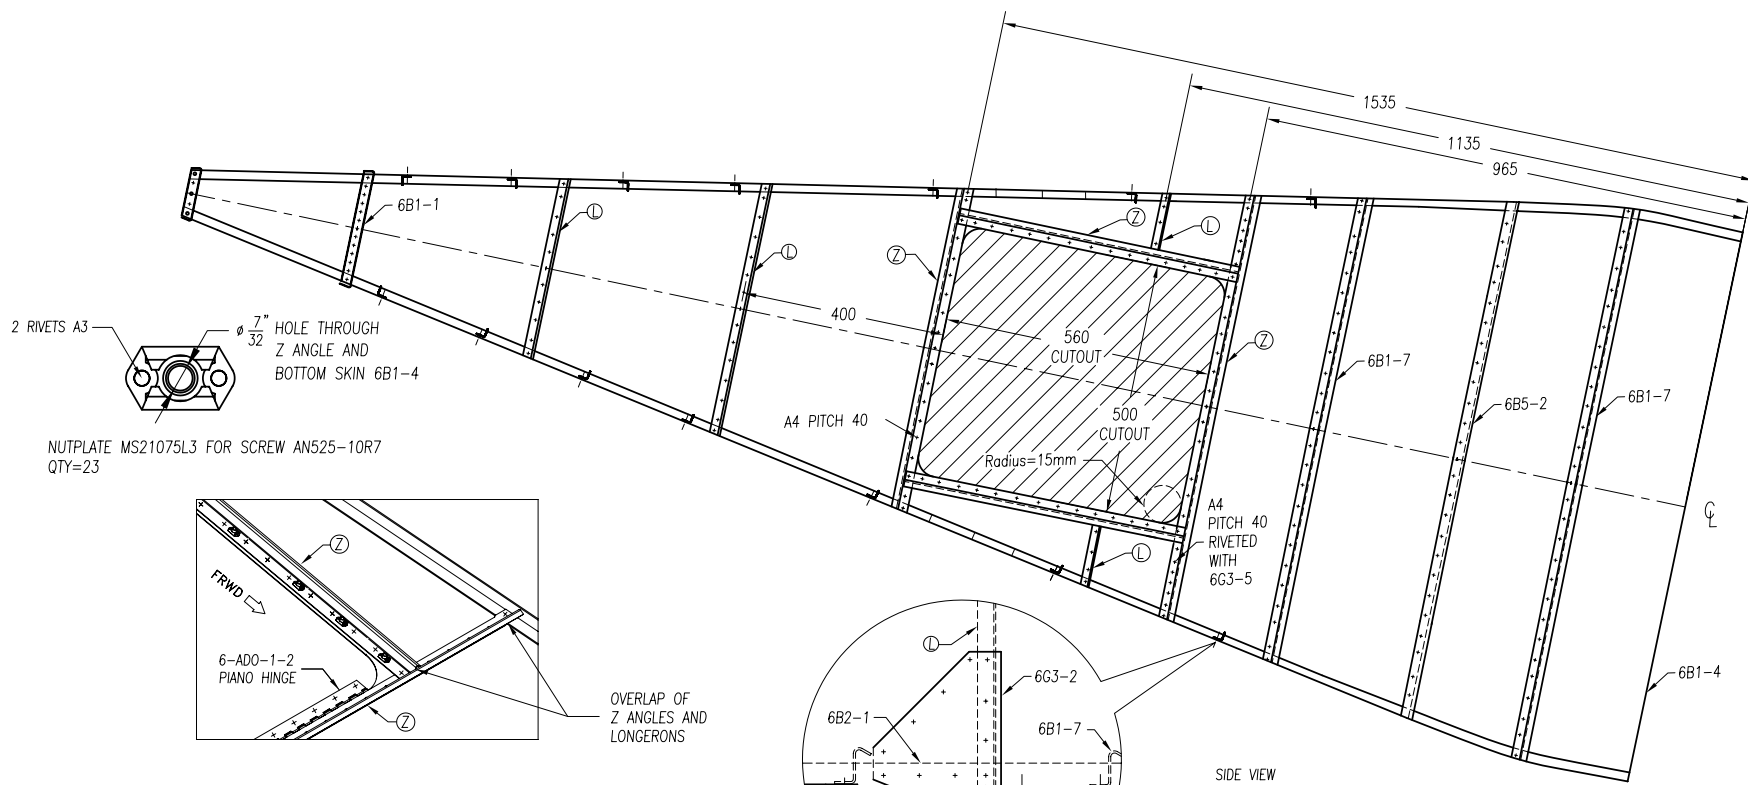 1535
1135
965
6B1-1
L
L
Z
Z
L
Z
400
560
CUTOUT
500
CUTOUT
6B1-7
6B5-2
6B1-7
2 RIVETS A3
ø 7/32" HOLE THROUGH
Z ANGLE AND
BOTTOM SKIN 6B1-4
NUTPLATE MS21075L3 FOR SCREW AN525-10R7
QTY=23
A4 PITCH 40
Radius=15mm
A4
PITCH 40
RIVETED
WITH
6G3-5
L
CL
6B1-4
Z
FRWD
6-ADO-1-2
PIANO HINGE
Z
OVERLAP OF
Z ANGLES AND
LONGERONS
L
6G3-2
6B2-1
6B1-7
SIDE VIEW